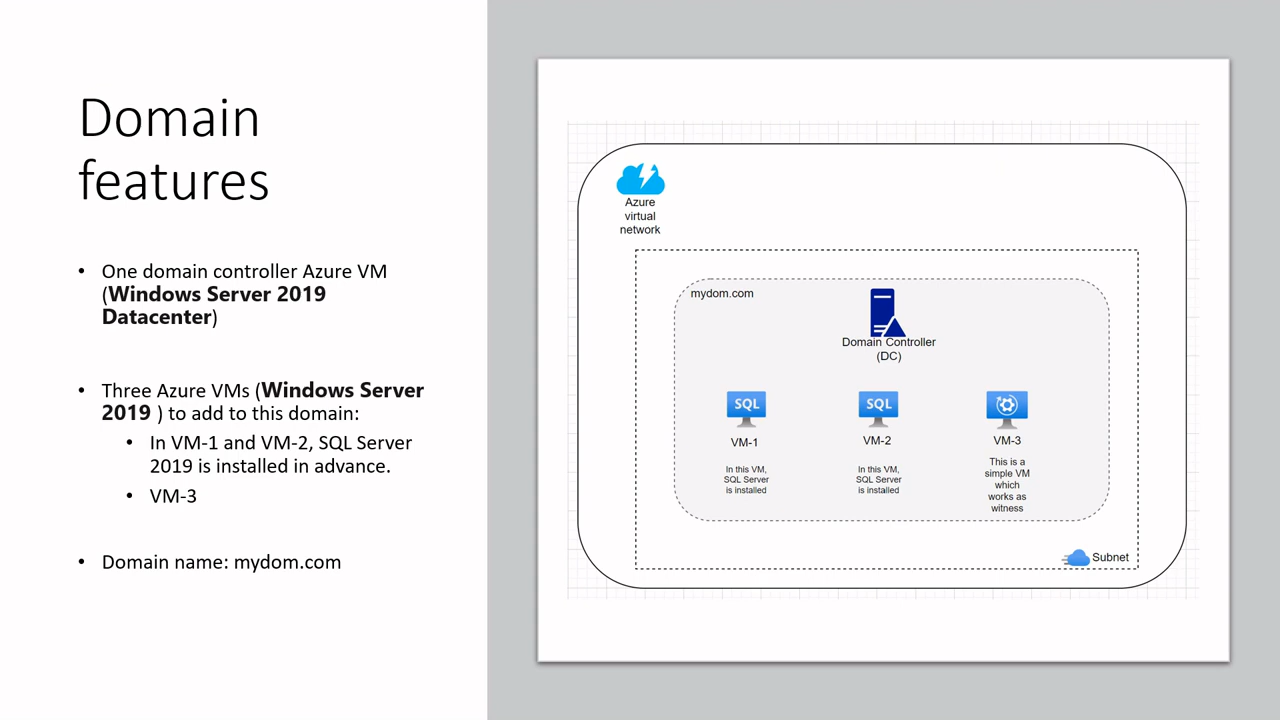 Domain
features
• One domain controller Azure VM
(Windows Server 2019
Datacenter)
• Three Azure VMs (Windows Server
2019 ) to add to this domain:
• In VM-1 and VM-2, SQL Server
2019 is installed in advance.
• VM-3
• Domain name: mydom.com
Azure
virtual
network
mydom.com
Domain Controller
(DC)
SQL
VM-1
In this VM,
SQL Server
is installed
SQL
VM-2
In this VM,
SQL Server
is installed
VM-3
This is a
simple VM
which
works as
witness
Subnet